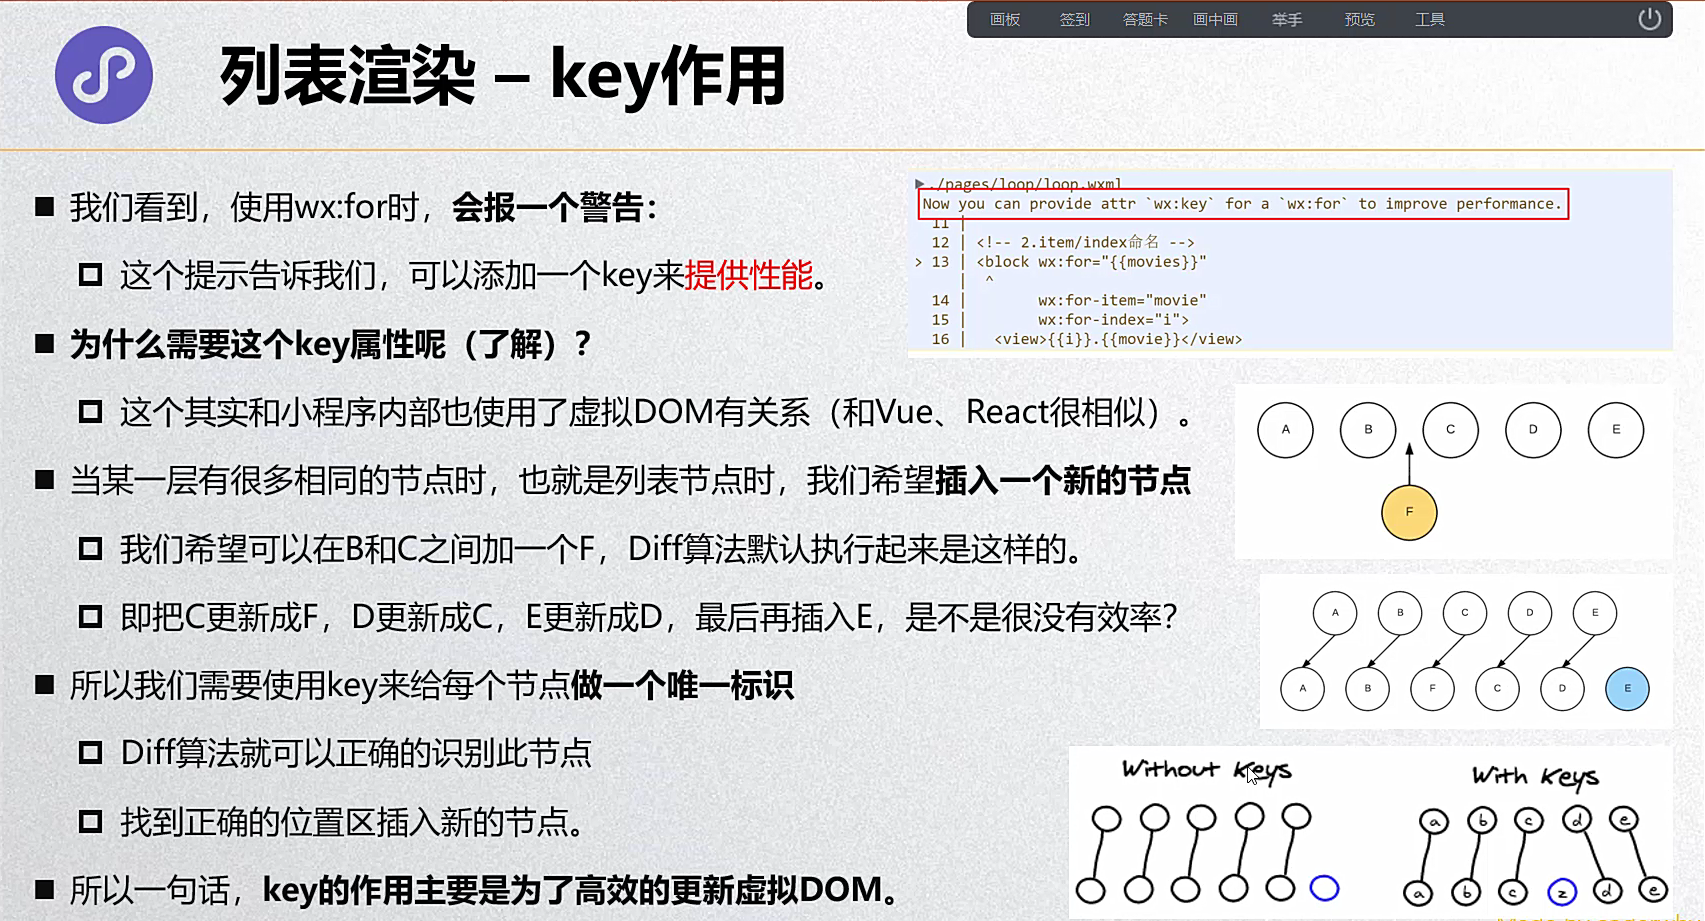 画板 签到 答题卡 画中画 举手 预览 工具
列表渲染 – key作用
我们看到，使用wx:for时，会报一个警告：
这个提示告诉我们，可以添加一个key来提供性能。
为什么需要这个key属性呢（了解）？
这个其实和小程序内部也使用了虚拟DOM有关系（和Vue、React很相似）。
当某一层有很多相同的节点时，也就是列表节点时，我们希望插入一个新的节点
我们希望可以在B和C之间加一个F，Diff算法默认执行起来是这样的。
即把C更新成F，D更新成C，E更新成D，最后再插入E，是不是很没有效率？
所以我们需要使用key来给每个节点做一个唯一标识
Diff算法就可以正确的识别此节点
找到正确的位置区插入新的节点。
所以一句话，key的作用主要是为了高效的更新虚拟DOM。
./pages/loop/loop.wxml
Now you can provide attr `wx:key` for a `wx:for` to improve performance.
11 |
12 | <!-- 2.item/index命名 -->
> 13 | <block wx:for="{{movies}}"
| ^
14 | wx:for-item="movie"
15 | wx:for-index="i">
16 | <view>{{i}}.{{movie}}</view>
A B C D E
F
A B C D E
A B F C D E
Without Keys
With Keys
a b c d e
a b c z d e